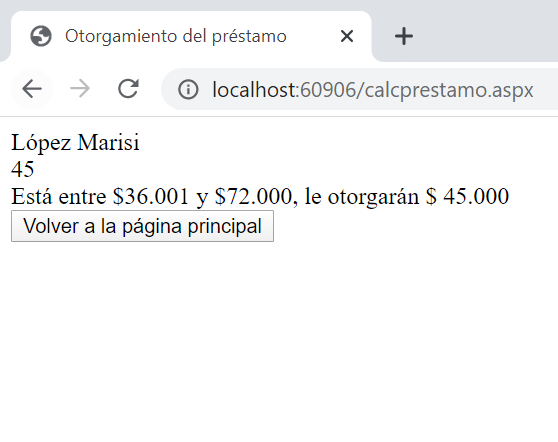 Otorgamiento del préstamo
localhost:60906/calcprestamo.aspx
López Marisi
45
Está entre $36.001 y $72.000, le otorgarán $ 45.000
Volver a la página principal